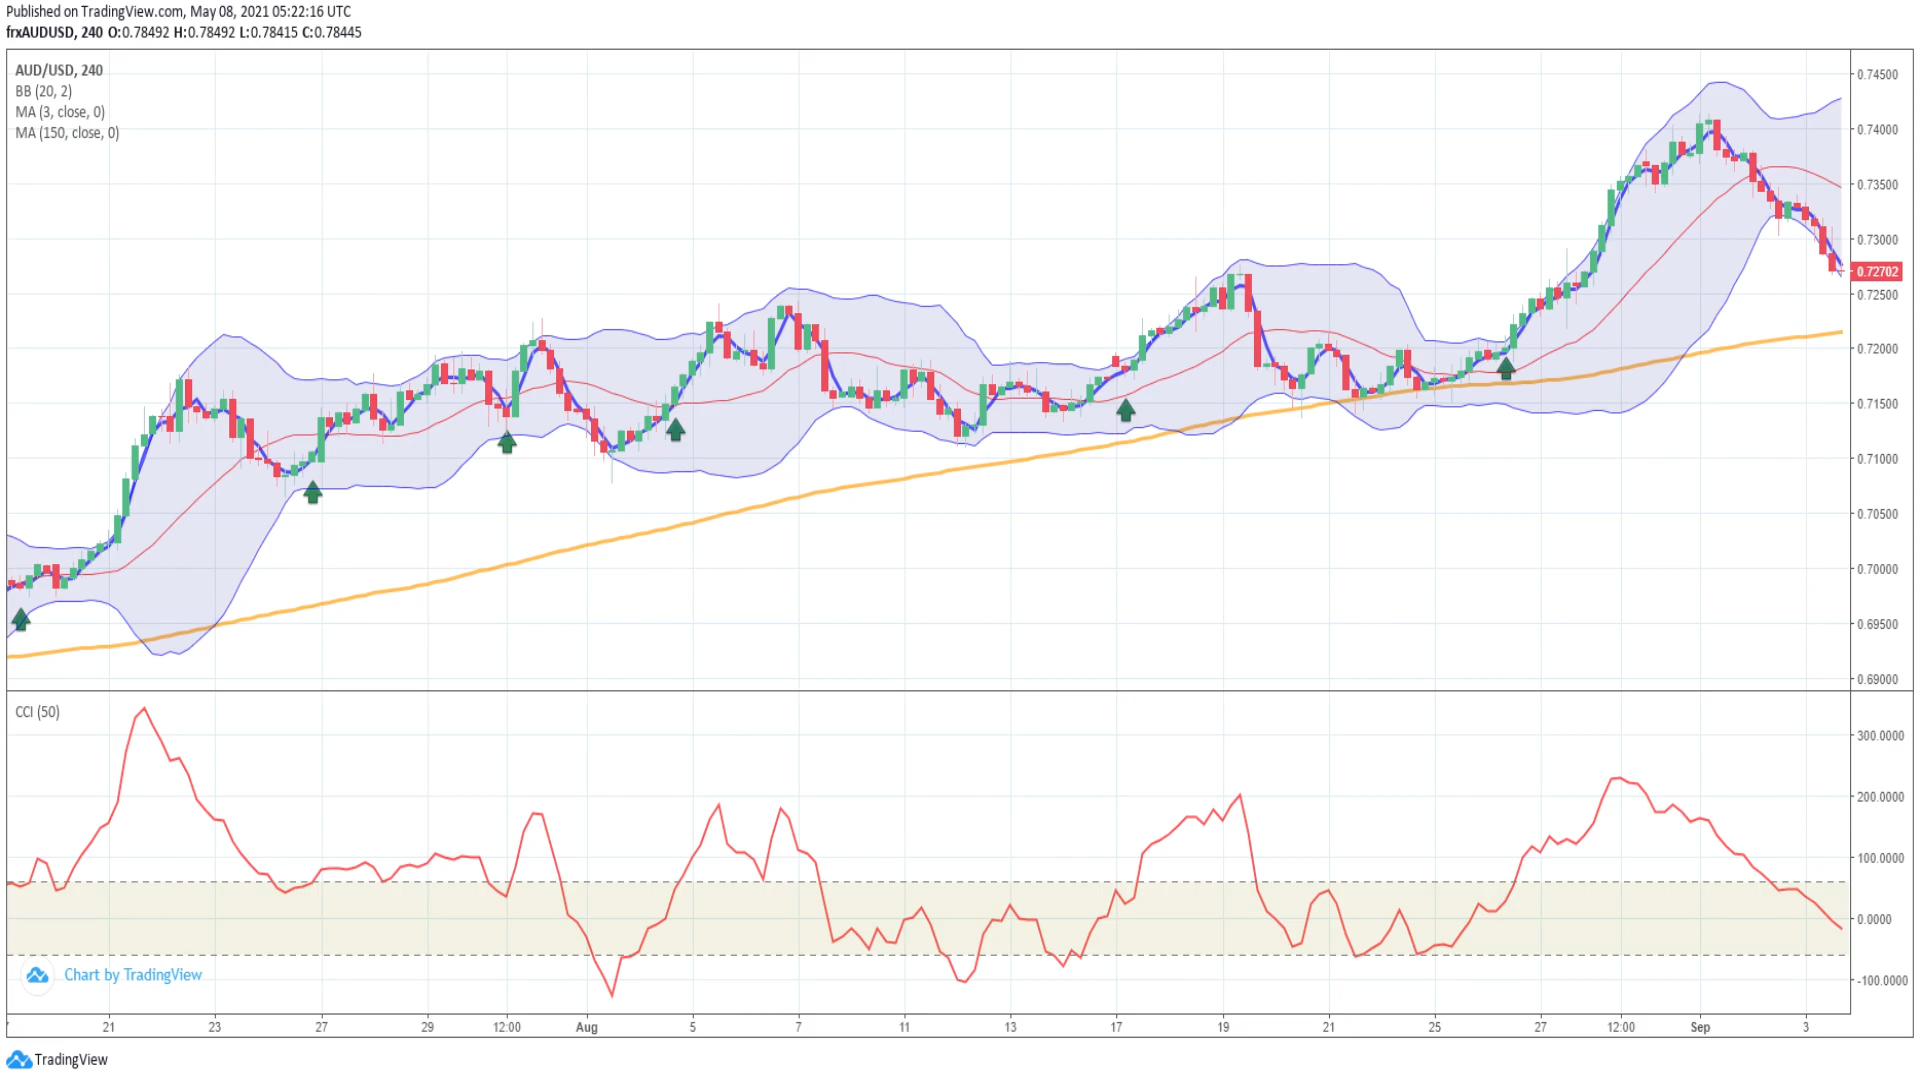 Published on TradingView.com, May 08, 2021 05:22:16 UTC
frxAUDUSD, 240 O:0.78492 H:0.78492 L:0.78415 C:0.78445
AUD/USD, 240
BB (20, 2)
MA (3, close, 0)
MA (150, close, 0)
0.74500
0.74000
0.73500
0.73000
0.72702
0.72500
0.72000
0.71500
0.71000
0.70500
0.70000
0.69500
0.69000
CCI (50)
300.0000
200.0000
100.0000
0.0000
-100.0000
Chart by TradingView
21 23 27 29 12:00 Aug 5 7 11 13 17 19 21 25 27 12:00 Sep 3
TradingView